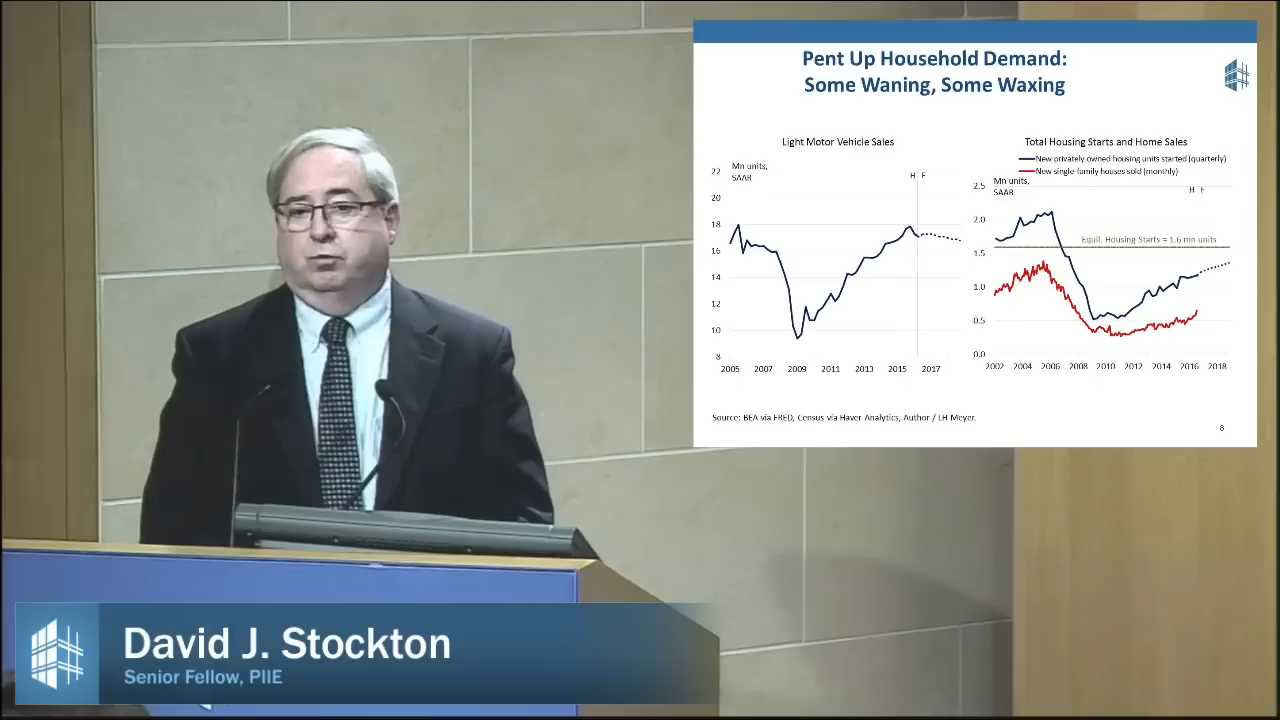 Pent Up Household Demand:
Some Waning, Some Waxing
Light Motor Vehicle Sales
Mn units,
SAAR
H F
22
20
18
16
14
12
10
8
2005 2007 2009 2011 2013 2015 2017
Total Housing Starts and Home Sales
New privately owned housing units started (quarterly)
New single-family houses sold (monthly)
Mn units,
SAAR
H F
2.5
2.0
1.5
1.0
0.5
0.0
Equil. Housing Starts = 1.6 mn units
2002 2004 2006 2008 2010 2012 2014 2016 2018
Source: BEA via FRED, Census via Haver Analytics, Author / LH Meyer.
8
David J. Stockton
Senior Fellow, PIIE